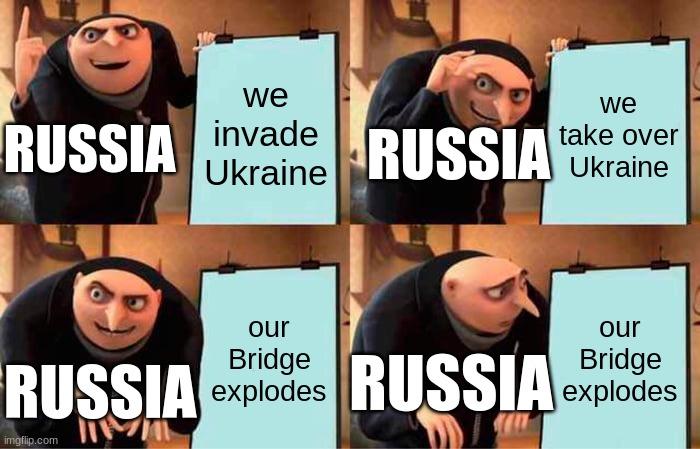 RUSSIA
we
invade
Ukraine
RUSSIA
we
take over
Ukraine
RUSSIA
our
Bridge
explodes
RUSSIA
our
Bridge
explodes
imgflip.com